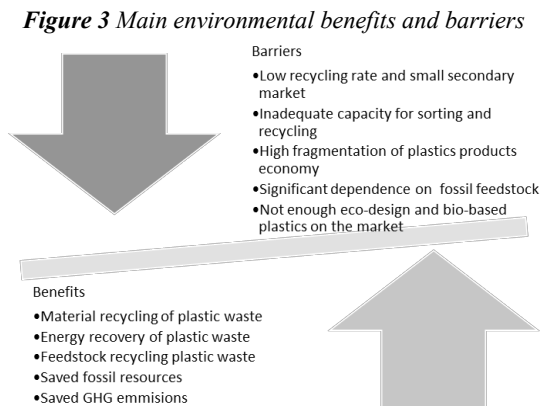 Figure 3 Main environmental benefits and barriers
Barriers
•Low recycling rate and small secondary
market
•Inadequate capacity for sorting and
recycling
•High fragmentation of plastics products
economy
•Significant dependence on fossil feedstock
•Not enough eco-design and bio-based
plastics on the market
Benefits
•Material recycling of plastic waste
•Energy recovery of plastic waste
•Feedstock recycling plastic waste
•Saved fossil resources
•Saved GHG emmisions